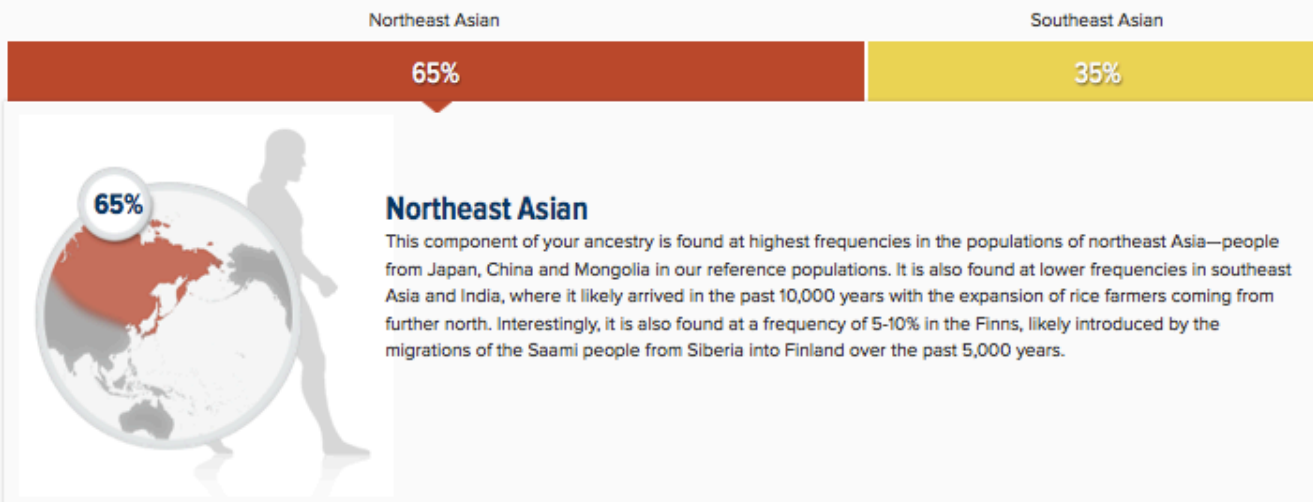 Northeast Asian
Southeast Asian
65%
35%
65%
Northeast Asian
This component of your ancestry is found at highest frequencies in the populations of northeast Asia—people
from Japan, China and Mongolia in our reference populations. It is also found at lower frequencies in southeast
Asia and India, where it likely arrived in the past 10,000 years with the expansion of rice farmers coming from
further north. Interestingly, it is also found at a frequency of 5-10% in the Finns, likely introduced by the
migrations of the Saami people from Siberia into Finland over the past 5,000 years.